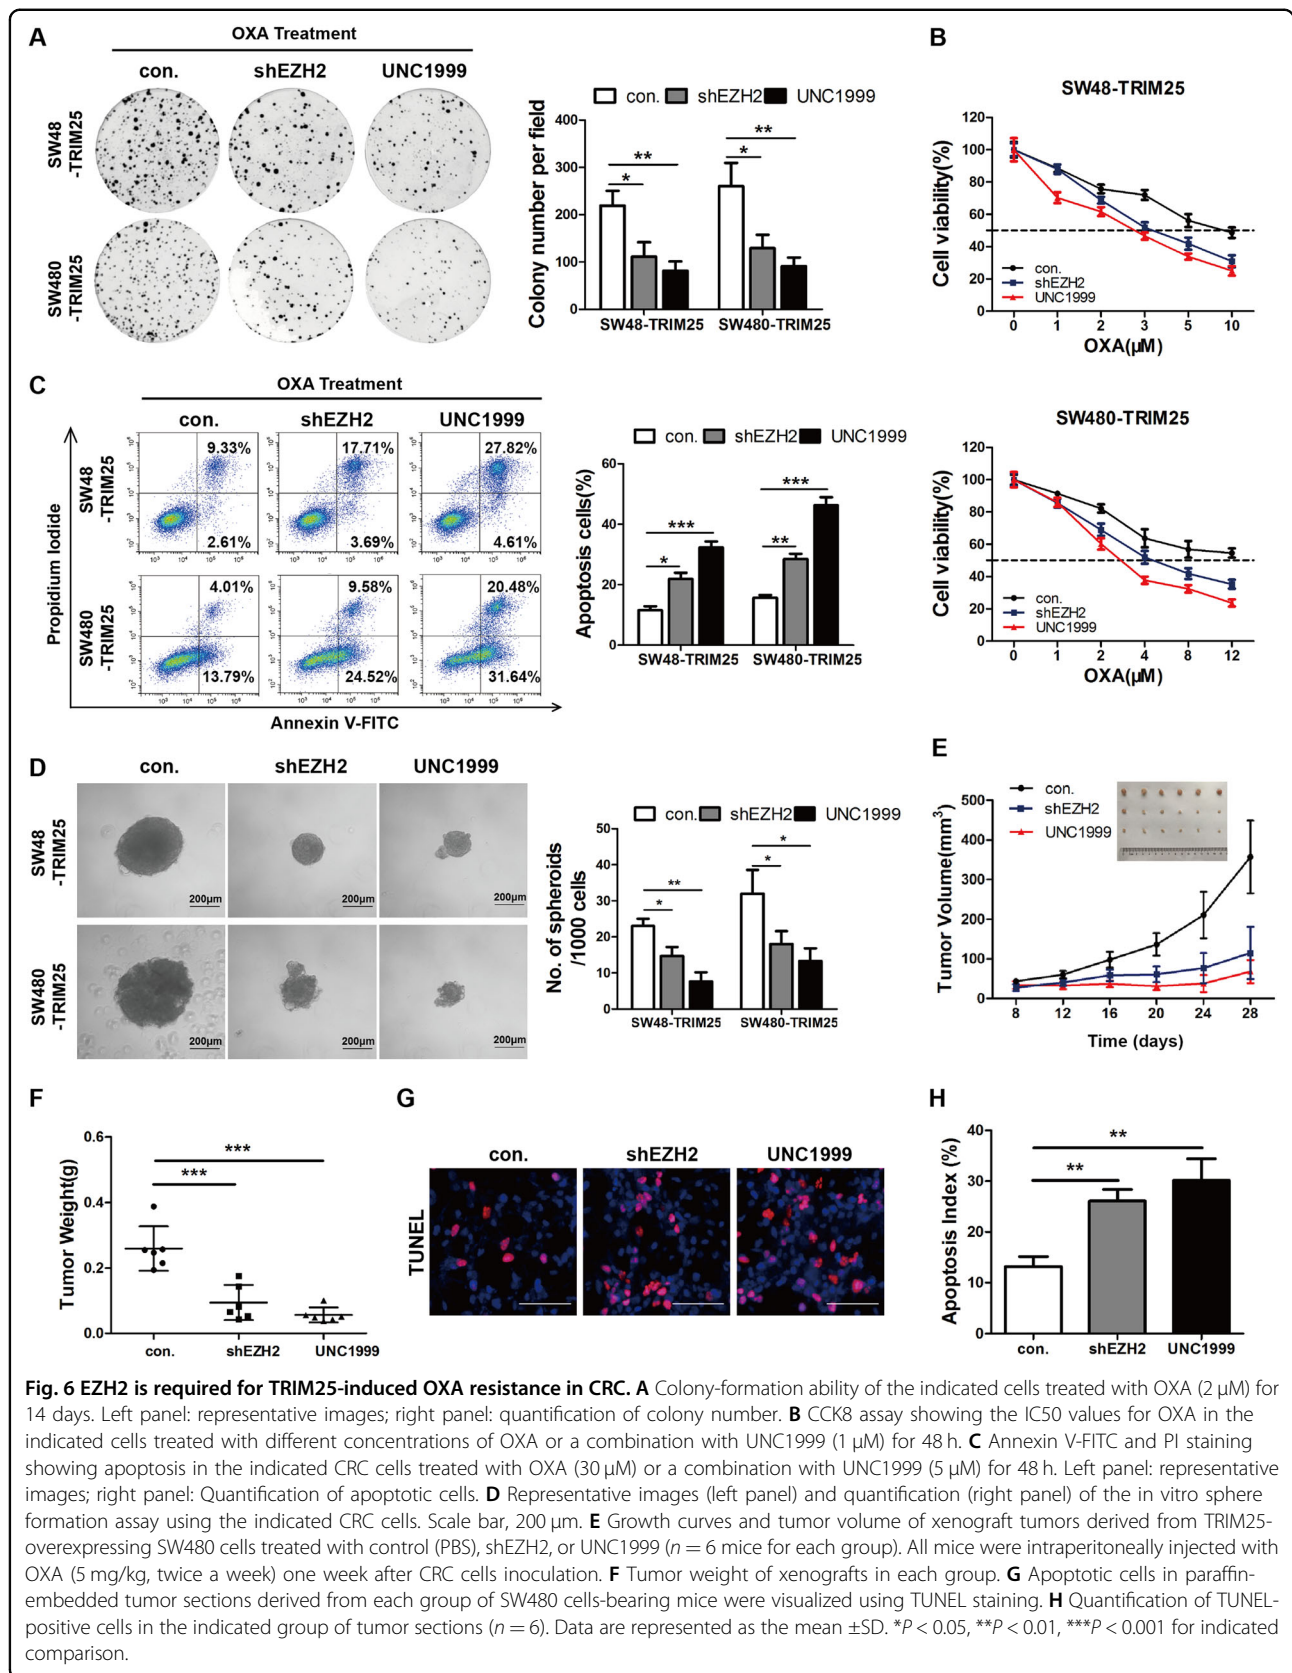 A
OXA Treatment
con. shEZH2 UNC1999
SW48
-TRIM25
SW480
-TRIM25
con. shEZH2 UNC1999
Colony number per field
400
300
200
100
0
** * ** *
SW48-TRIM25 SW480-TRIM25
B
SW48-TRIM25
Cell viability(%)
120
100
80
60
40
20
0
con.
shEZH2
UNC1999
0 1 2 3 5 10
OXA(μM)
C
OXA Treatment
con. shEZH2 UNC1999
Propidium Iodide
SW48
-TRIM25
9.33% 17.71% 27.82%
2.61% 3.69% 4.61%
SW480
-TRIM25
4.01% 9.58% 20.48%
13.79% 24.52% 31.64%
Annexin V-FITC
con. shEZH2 UNC1999
Apoptosis cells(%)
60
40
20
0
*** * *** **
SW48-TRIM25 SW480-TRIM25
SW480-TRIM25
Cell viability(%)
120
100
80
60
40
20
0
con.
shEZH2
UNC1999
0 1 2 4 8 12
OXA(μM)
D
con. shEZH2 UNC1999
SW48
-TRIM25
200μm 200μm 200μm
SW480
-TRIM25
200μm 200μm 200μm
con. shEZH2 UNC1999
No. of spheroids
/1000 cells
50
30
20
10
0
** * * *
SW48-TRIM25 SW480-TRIM25
E
con.
shEZH2
UNC1999
Tumor Volume(mm³)
500
400
300
200
100
0
8 12 16 20 24 28
Time (days)
F
Tumor Weight(g)
0.6
0.4
0.2
0.0
*** ***
con. shEZH2 UNC1999
G
con. shEZH2 UNC1999
TUNEL
H
Apoptosis Index (%)
40
30
20
10
0
** **
con. shEZH2 UNC1999
Fig. 6 EZH2 is required for TRIM25-induced OXA resistance in CRC. A Colony-formation ability of the indicated cells treated with OXA (2 μM) for
14 days. Left panel: representative images; right panel: quantification of colony number. B CCK8 assay showing the IC50 values for OXA in the
indicated cells treated with different concentrations of OXA or a combination with UNC1999 (1 μM) for 48 h. C Annexin V-FITC and PI staining
showing apoptosis in the indicated CRC cells treated with OXA (30 μM) or a combination with UNC1999 (5 μM) for 48 h. Left panel: representative
images; right panel: Quantification of apoptotic cells. D Representative images (left panel) and quantification (right panel) of the in vitro sphere
formation assay using the indicated CRC cells. Scale bar, 200 μm. E Growth curves and tumor volume of xenograft tumors derived from TRIM25-
overexpressing SW480 cells treated with control (PBS), shEZH2, or UNC1999 (n = 6 mice for each group). All mice were intraperitoneally injected with
OXA (5 mg/kg, twice a week) one week after CRC cells inoculation. F Tumor weight of xenografts in each group. G Apoptotic cells in paraffin-
embedded tumor sections derived from each group of SW480 cells-bearing mice were visualized using TUNEL staining. H Quantification of TUNEL-
positive cells in the indicated group of tumor sections (n = 6). Data are represented as the mean ±SD. *P < 0.05, **P < 0.01, ***P < 0.001 for indicated
comparison.